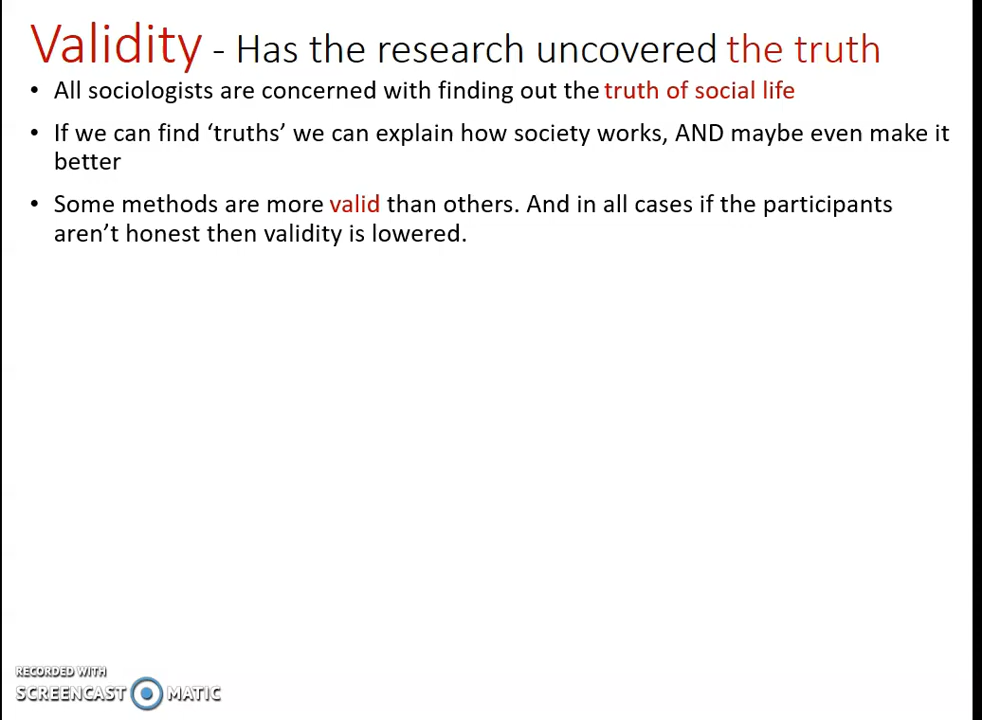 Validity - Has the research uncovered the truth
• All sociologists are concerned with finding out the truth of social life
• If we can find ‘truths’ we can explain how society works, AND maybe even make it
better
• Some methods are more valid than others. And in all cases if the participants
aren’t honest then validity is lowered.
RECORDED WITH
SCREENCAST MATIC